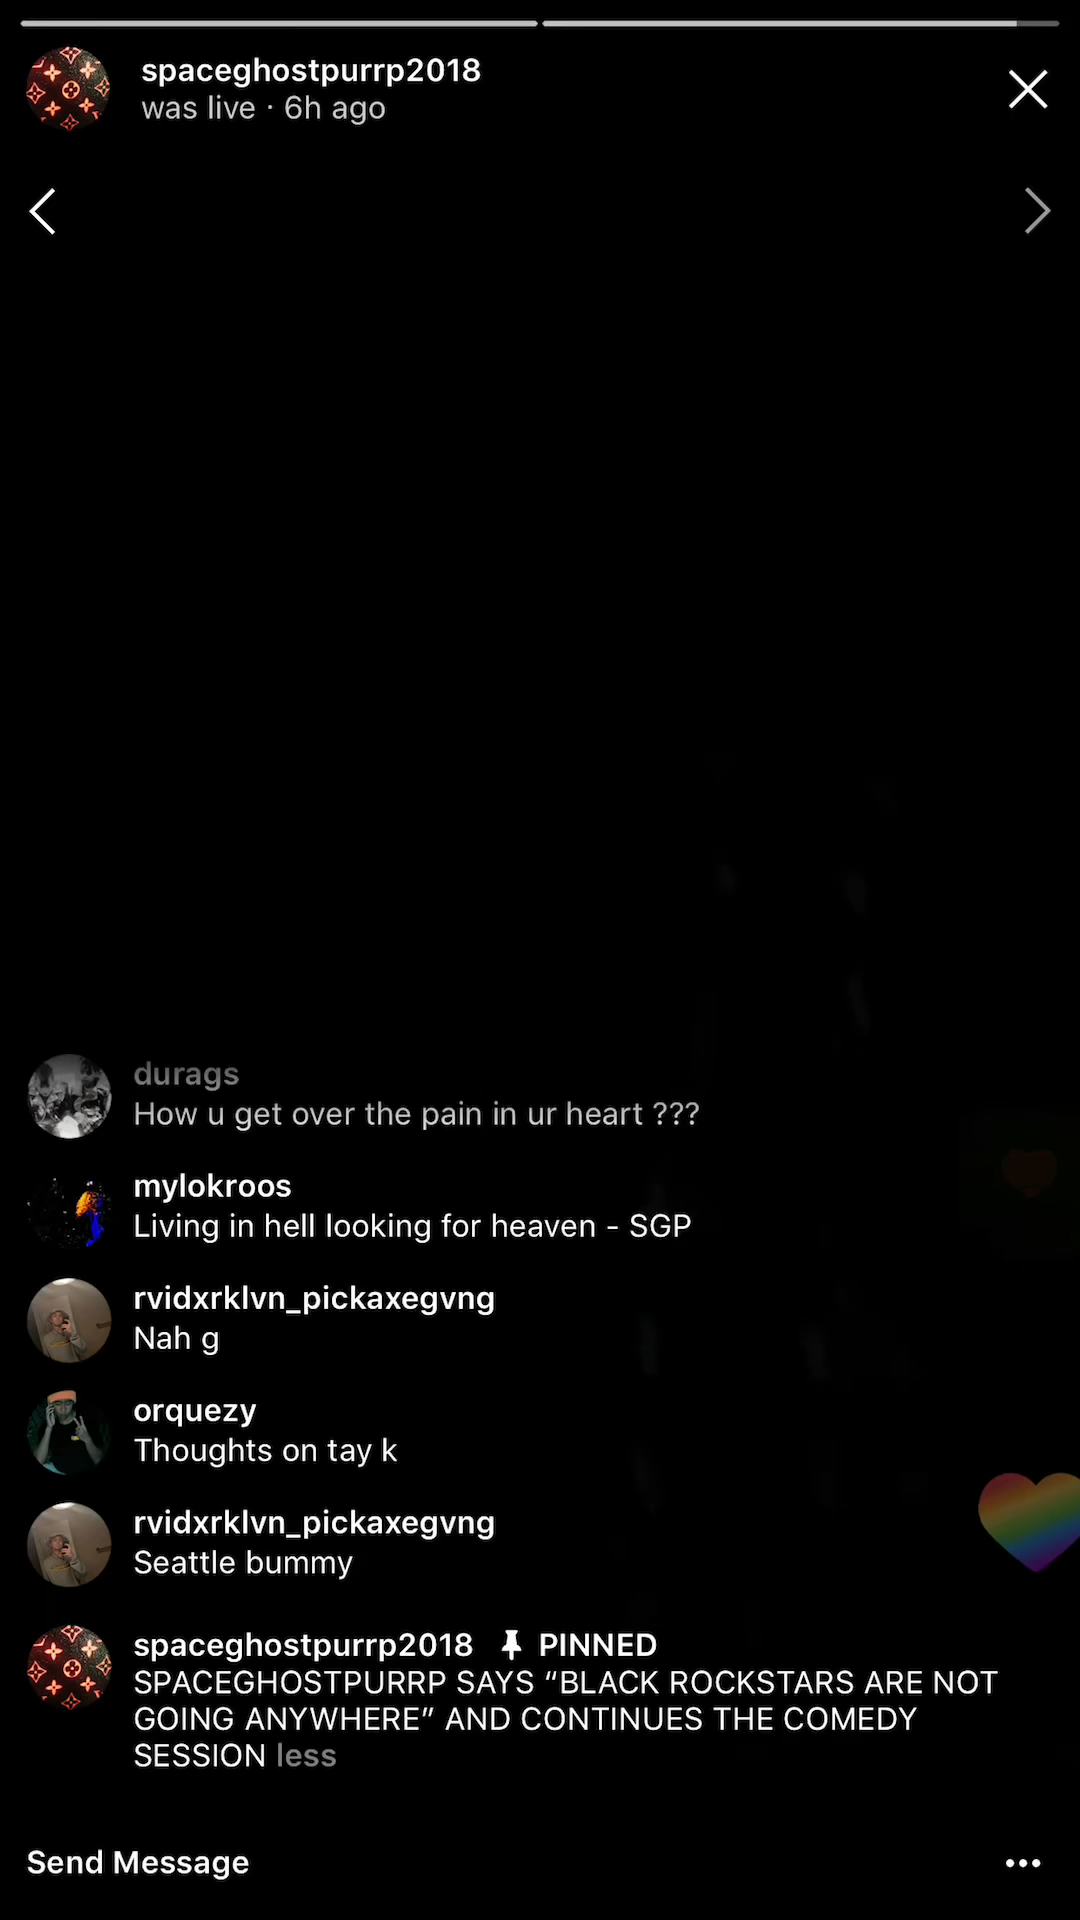 spaceghostpurrp2018
was live · 6h ago
durags
How u get over the pain in ur heart ???
mylokroos
Living in hell looking for heaven - SGP
rvidxrklvn_pickaxegvng
Nah g
orquezy
Thoughts on tay k
rvidxrklvn_pickaxegvng
Seattle bummy
spaceghostpurrp2018 PINNED
SPACEGHOSTPURRP SAYS “BLACK ROCKSTARS ARE NOT
GOING ANYWHERE” AND CONTINUES THE COMEDY
SESSION less
Send Message